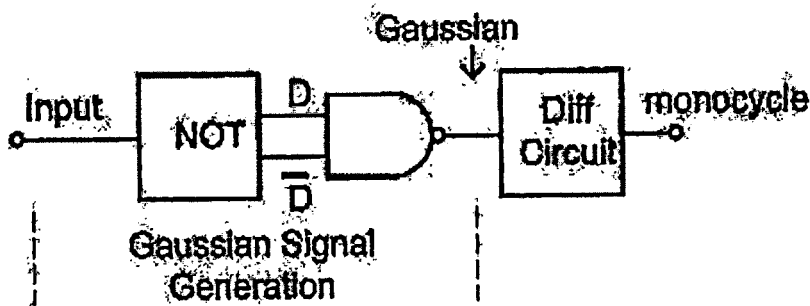 Gaussian
Input
NOT
D
D̅
Diff
Circuit
monocycle
Gaussian Signal
Generation